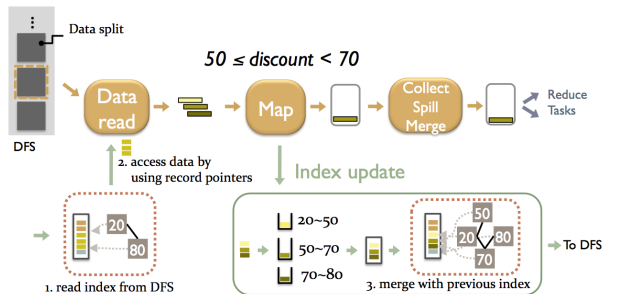 Data split
50 ≤ discount < 70
Data
read
Map
Collect
Spill
Merge
Reduce
Tasks
DFS
2. access data by
using record pointers
Index update
20
80
1. read index from DFS
20~50
50~70
70~80
50
20
80
70
3. merge with previous index
To DFS